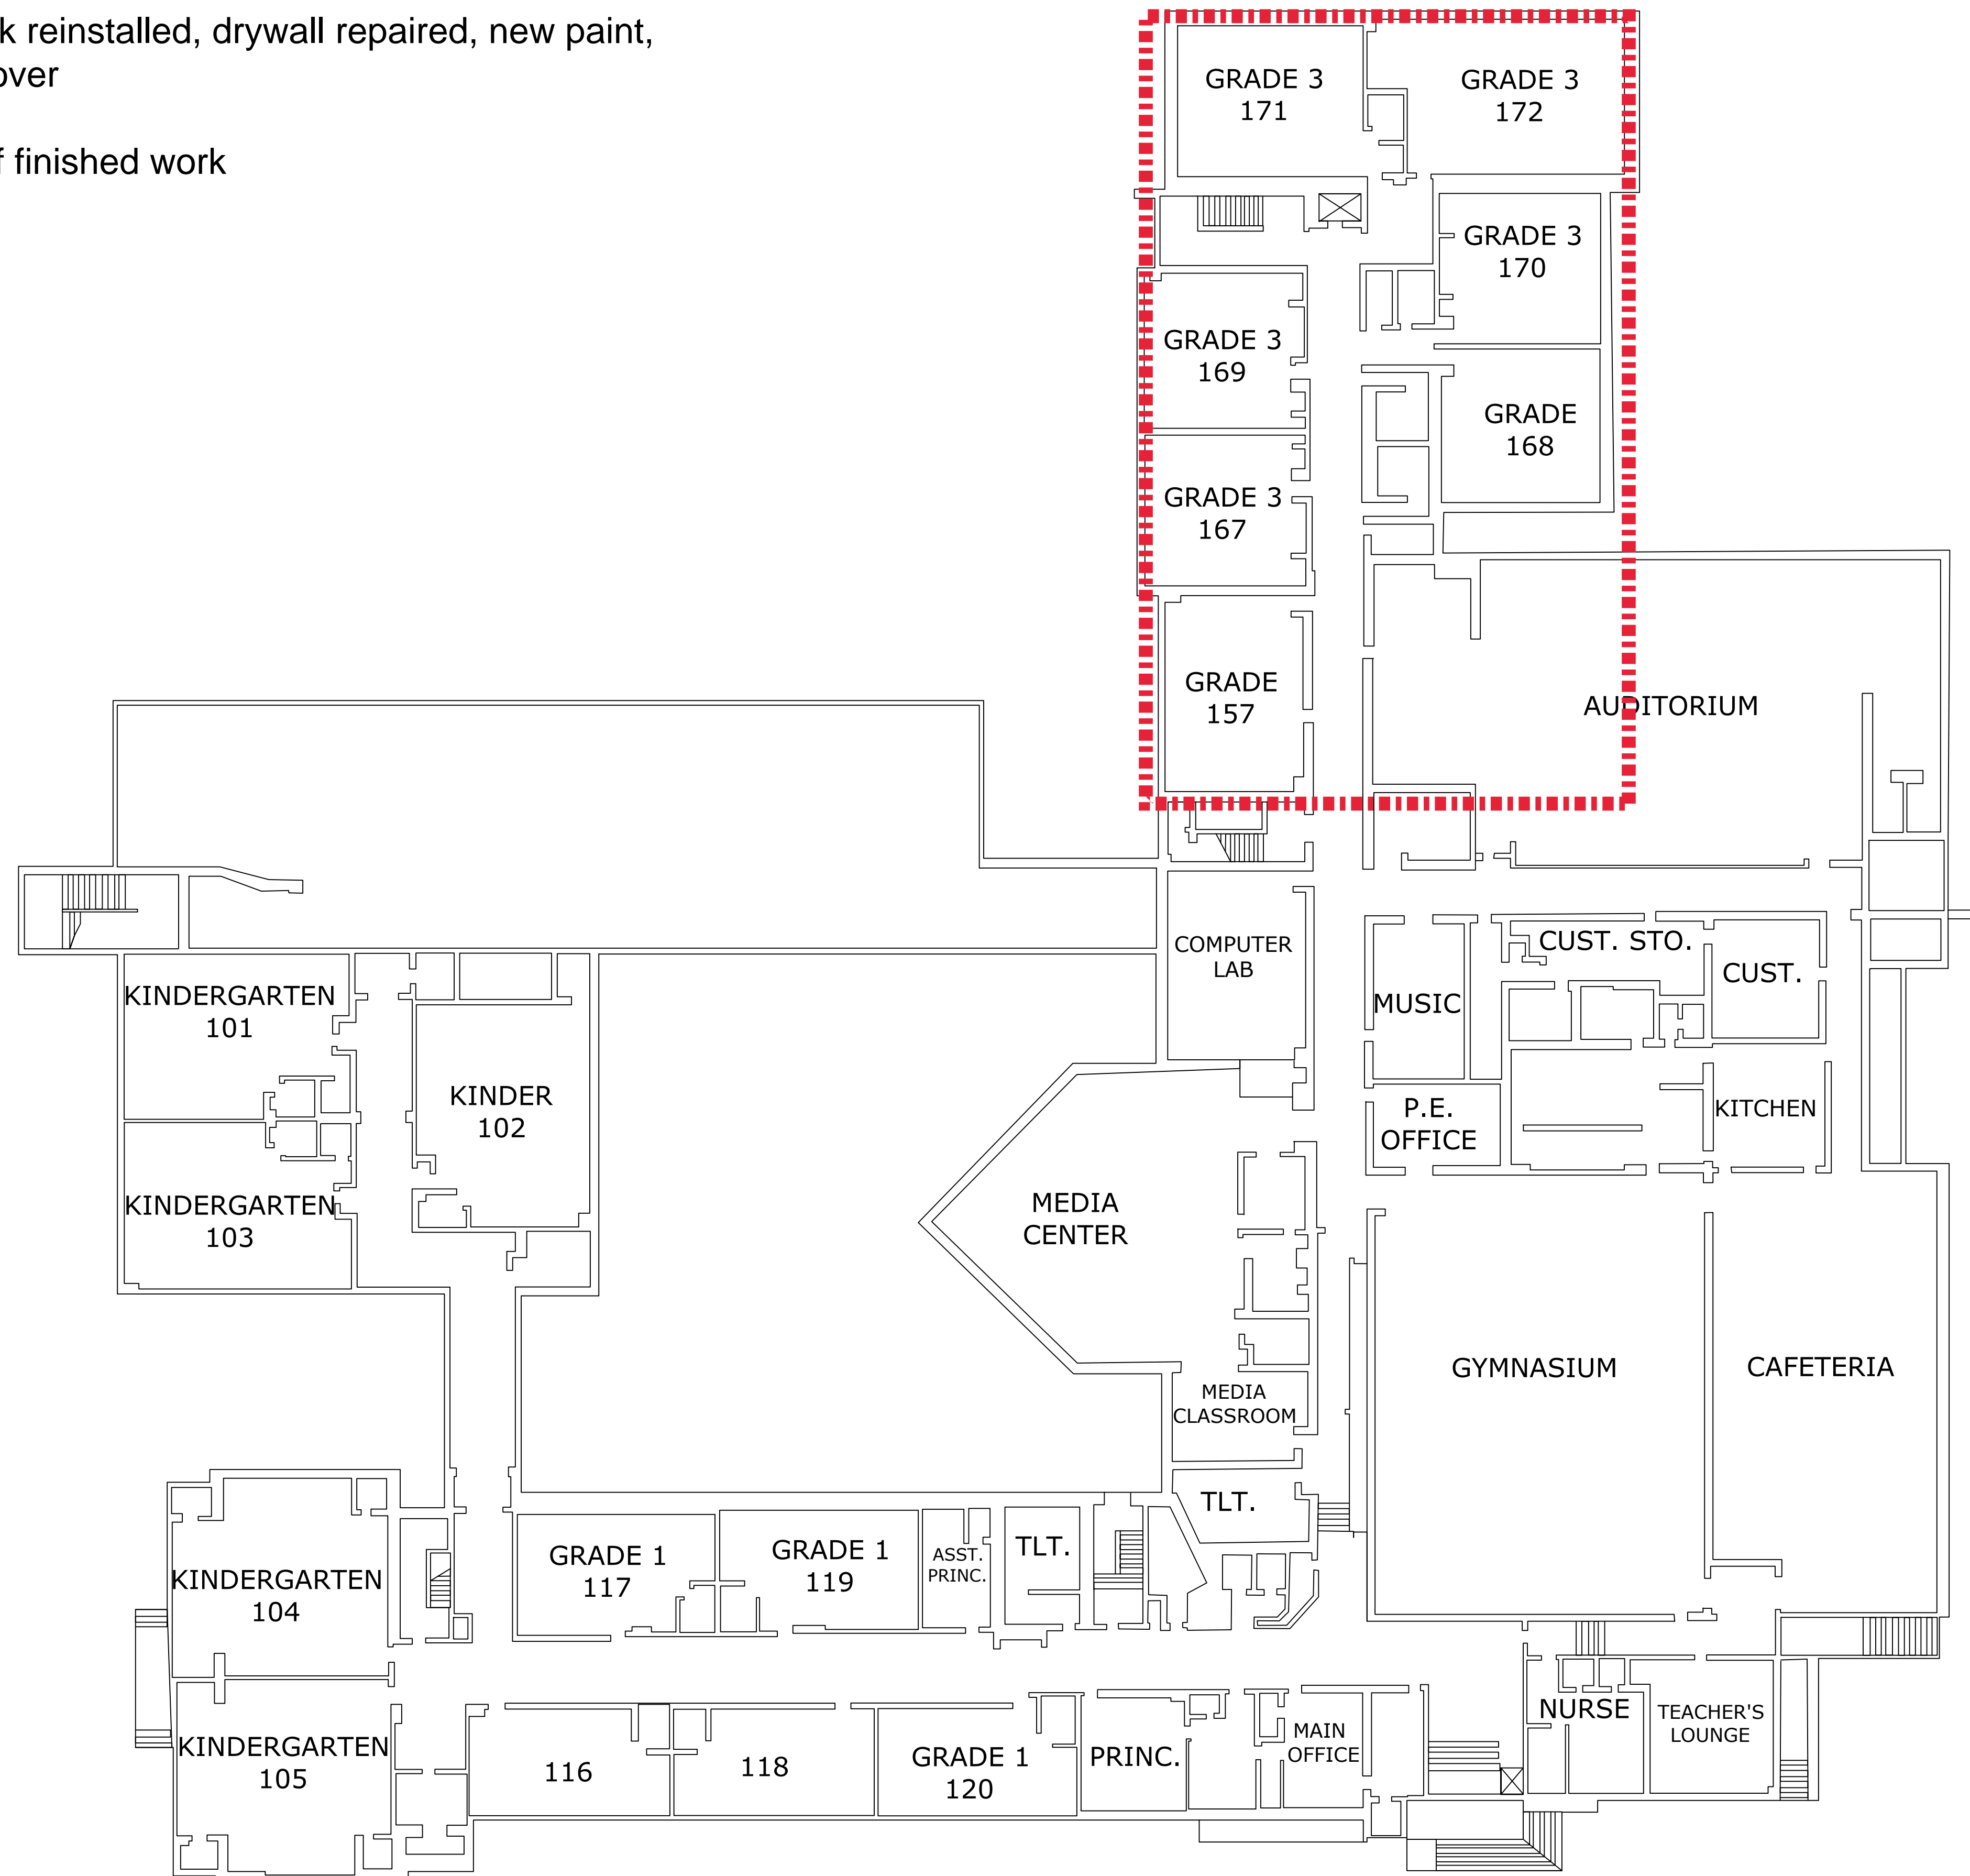 k reinstalled, drywall repaired, new paint,
over
f finished work
GRADE 3
171
GRADE 3
172
GRADE 3
170
GRADE 3
169
GRADE
168
GRADE 3
167
GRADE
157
AUDITORIUM
COMPUTER
LAB
CUST. STO.
CUST.
MUSIC
KINDERGARTEN
101
KINDER
102
P.E.
OFFICE
KITCHEN
KINDERGARTEN
103
MEDIA
CENTER
GYMNASIUM
CAFETERIA
MEDIA
CLASSROOM
TLT.
GRADE 1
117
GRADE 1
119
ASST.
PRINC.
TLT.
KINDERGARTEN
104
KINDERGARTEN
105
116
118
GRADE 1
120
PRINC.
MAIN
OFFICE
NURSE
TEACHER'S
LOUNGE